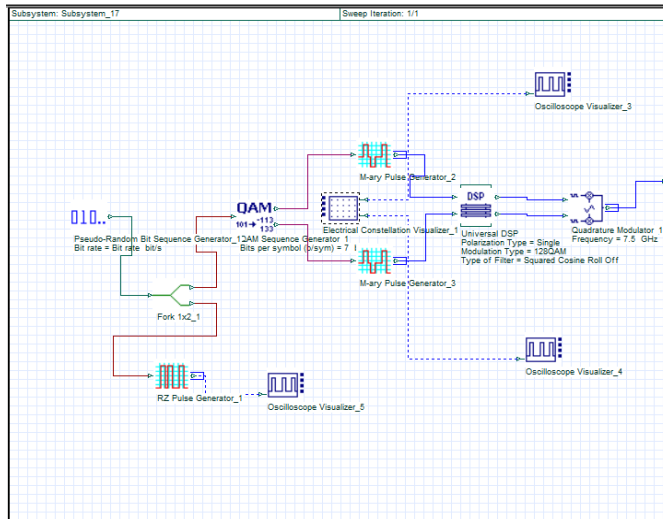 Subsystem: Subsystem_17
Sweep Iteration: 1/1
Oscilloscope Visualizer_3
M-ary Pulse Generator_2
DSP
010..
QAM
-113
101→
133
Pseudo-Random Bit Sequence Generator_1
QAM Sequence Generator_1
Electrical Constellation Visualizer_1
Universal DSP
Quadrature Modulator_1
Bit rate = Bit rate bit/s
Bits per symbol (b/sym) = 7
Polarization Type = Single
Frequency = 7.5 GHz
Modulation Type = 128QAM
Type of Filter = Squared Cosine Roll Off
M-ary Pulse Generator_3
Fork 1x2_1
Oscilloscope Visualizer_4
RZ Pulse Generator_1
Oscilloscope Visualizer_5